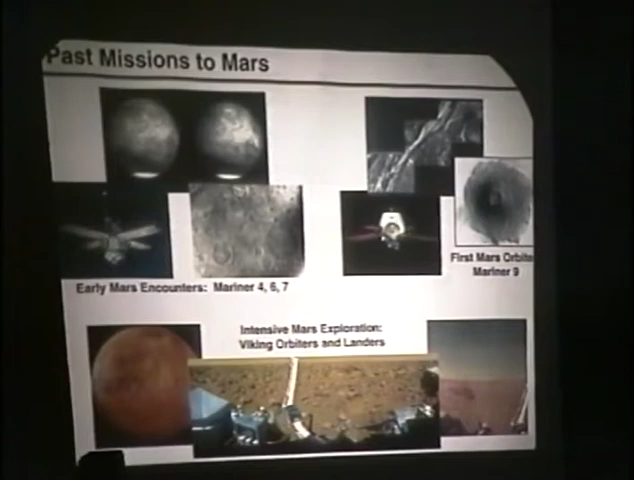 Past Missions to Mars
First Mars Orbite
Mariner 9
Early Mars Encounters: Mariner 4, 6, 7
Intensive Mars Exploration:
Viking Orbiters and Landers